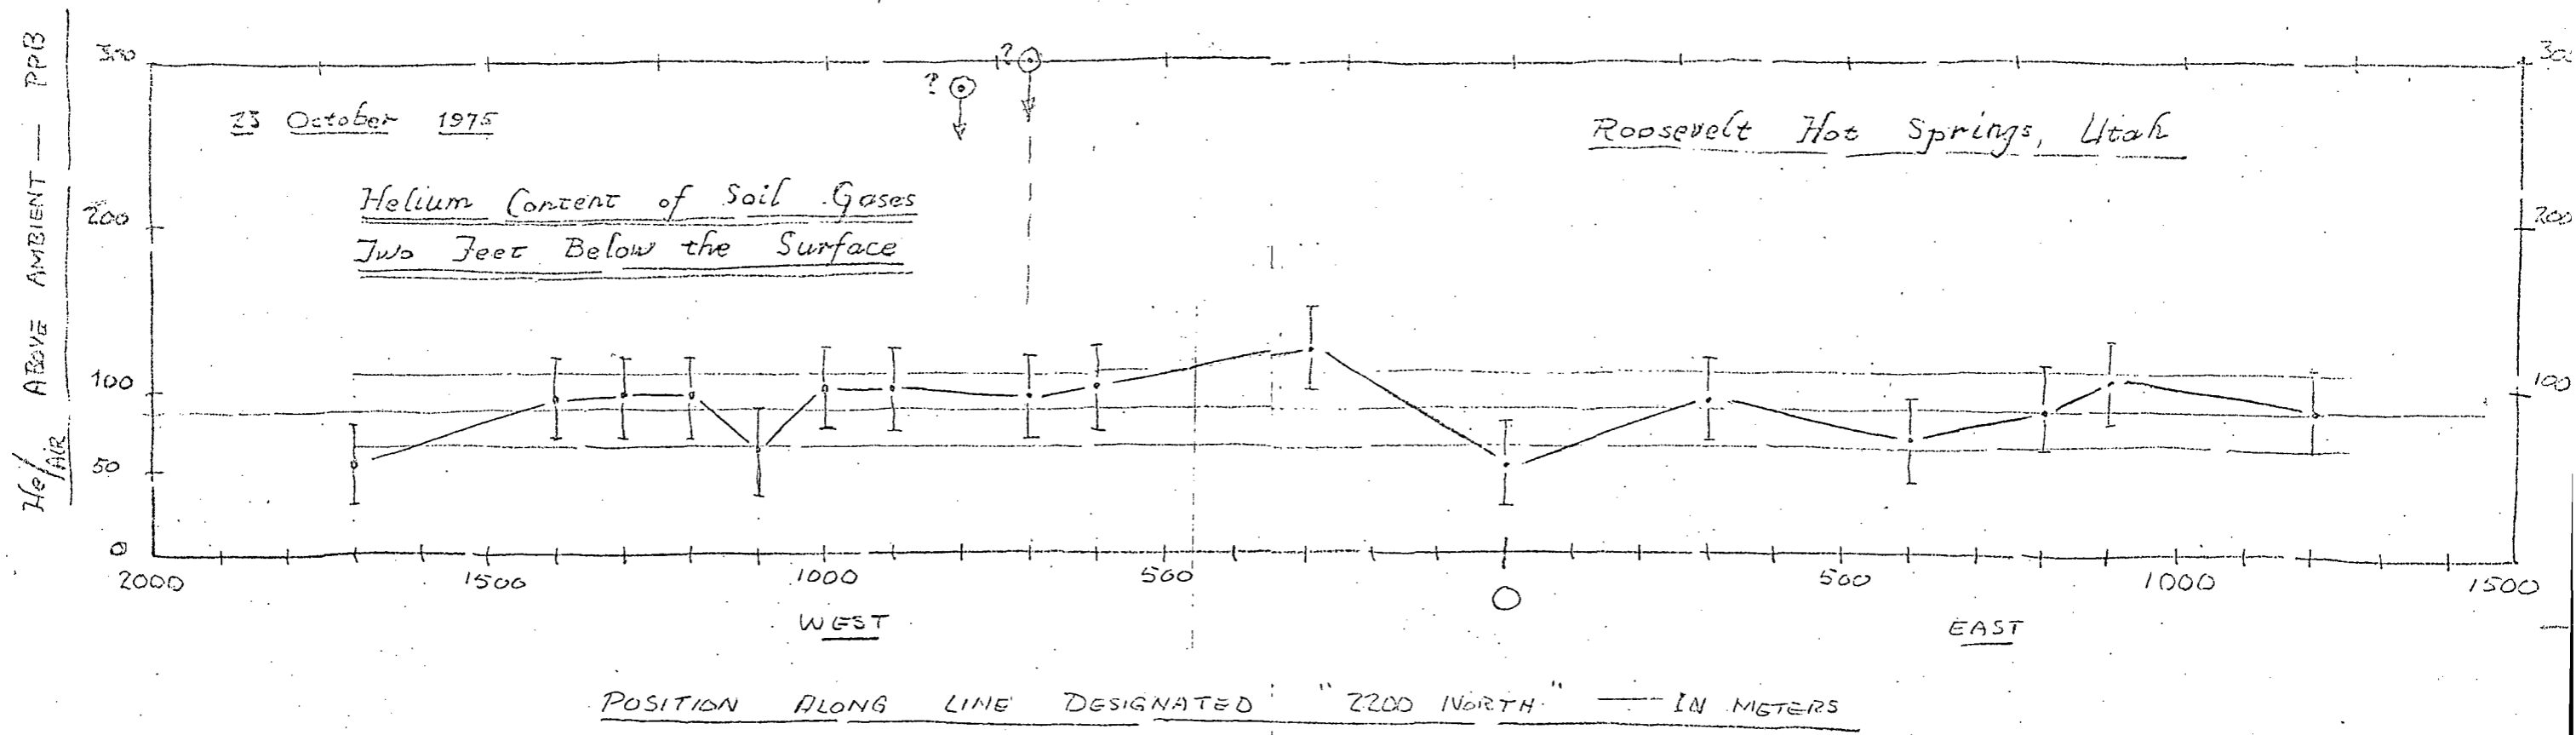 He/AIR ABOVE AMBIENT — PPB
300
200
100
50
0
? ?
23 October 1975
Roosevelt Hot Springs, Utah
Helium Content of Soil Gases
Two Feet Below the Surface
30
200
100
2000 1500 1000 500 0 500 1000 1500
WEST EAST
POSITION ALONG LINE DESIGNATED "2200 NORTH" — IN METERS